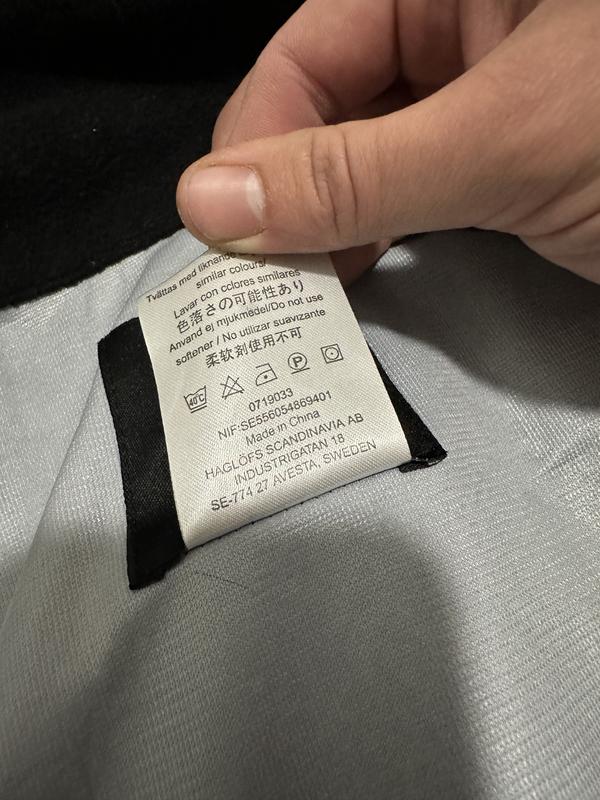 Tvättas med liknande
similar colours/
Lavar con colores similares
色落さの可能性あり
Använd ej mjukmedel/Do not use
softener / No utilizar suavizante
柔软剂使用不可
40°C P
0719033
NIF:SE556054869401
Made in China
HAGLÖFS SCANDINAVIA AB
INDUSTRIGATAN 18
SE-774 27 AVESTA, SWEDEN